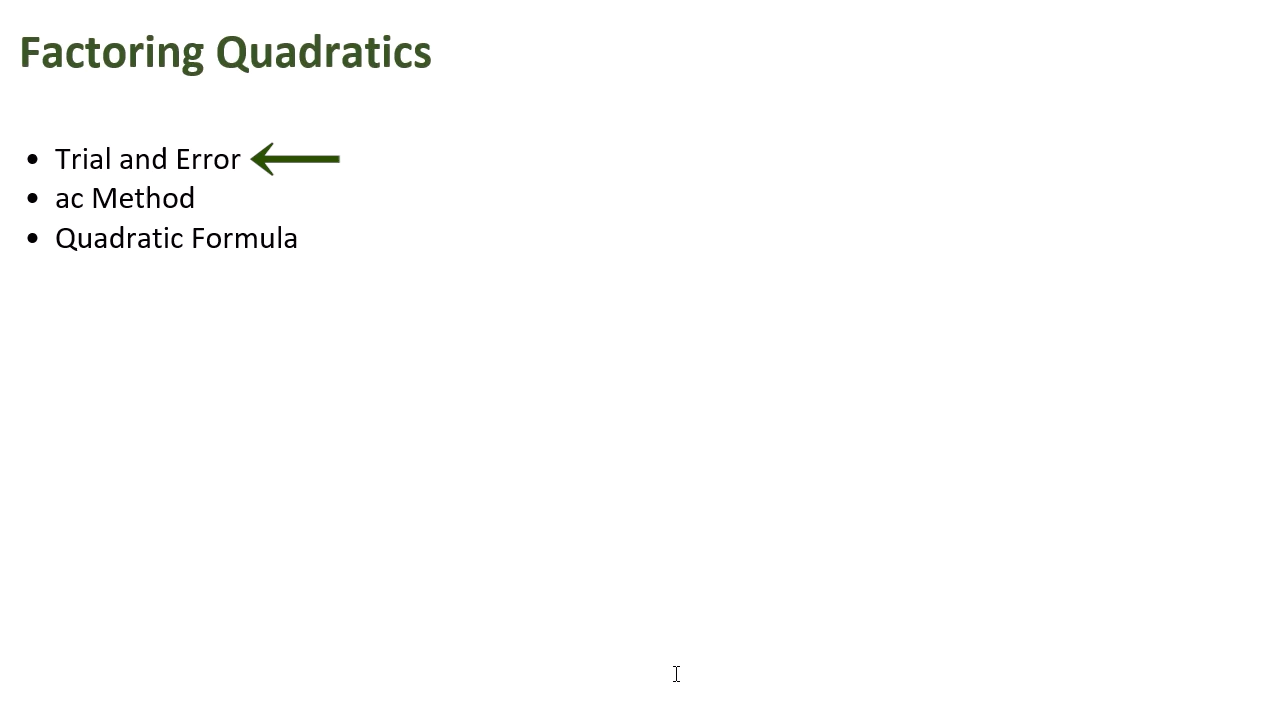 Factoring Quadratics
• Trial and Error
• ac Method
• Quadratic Formula